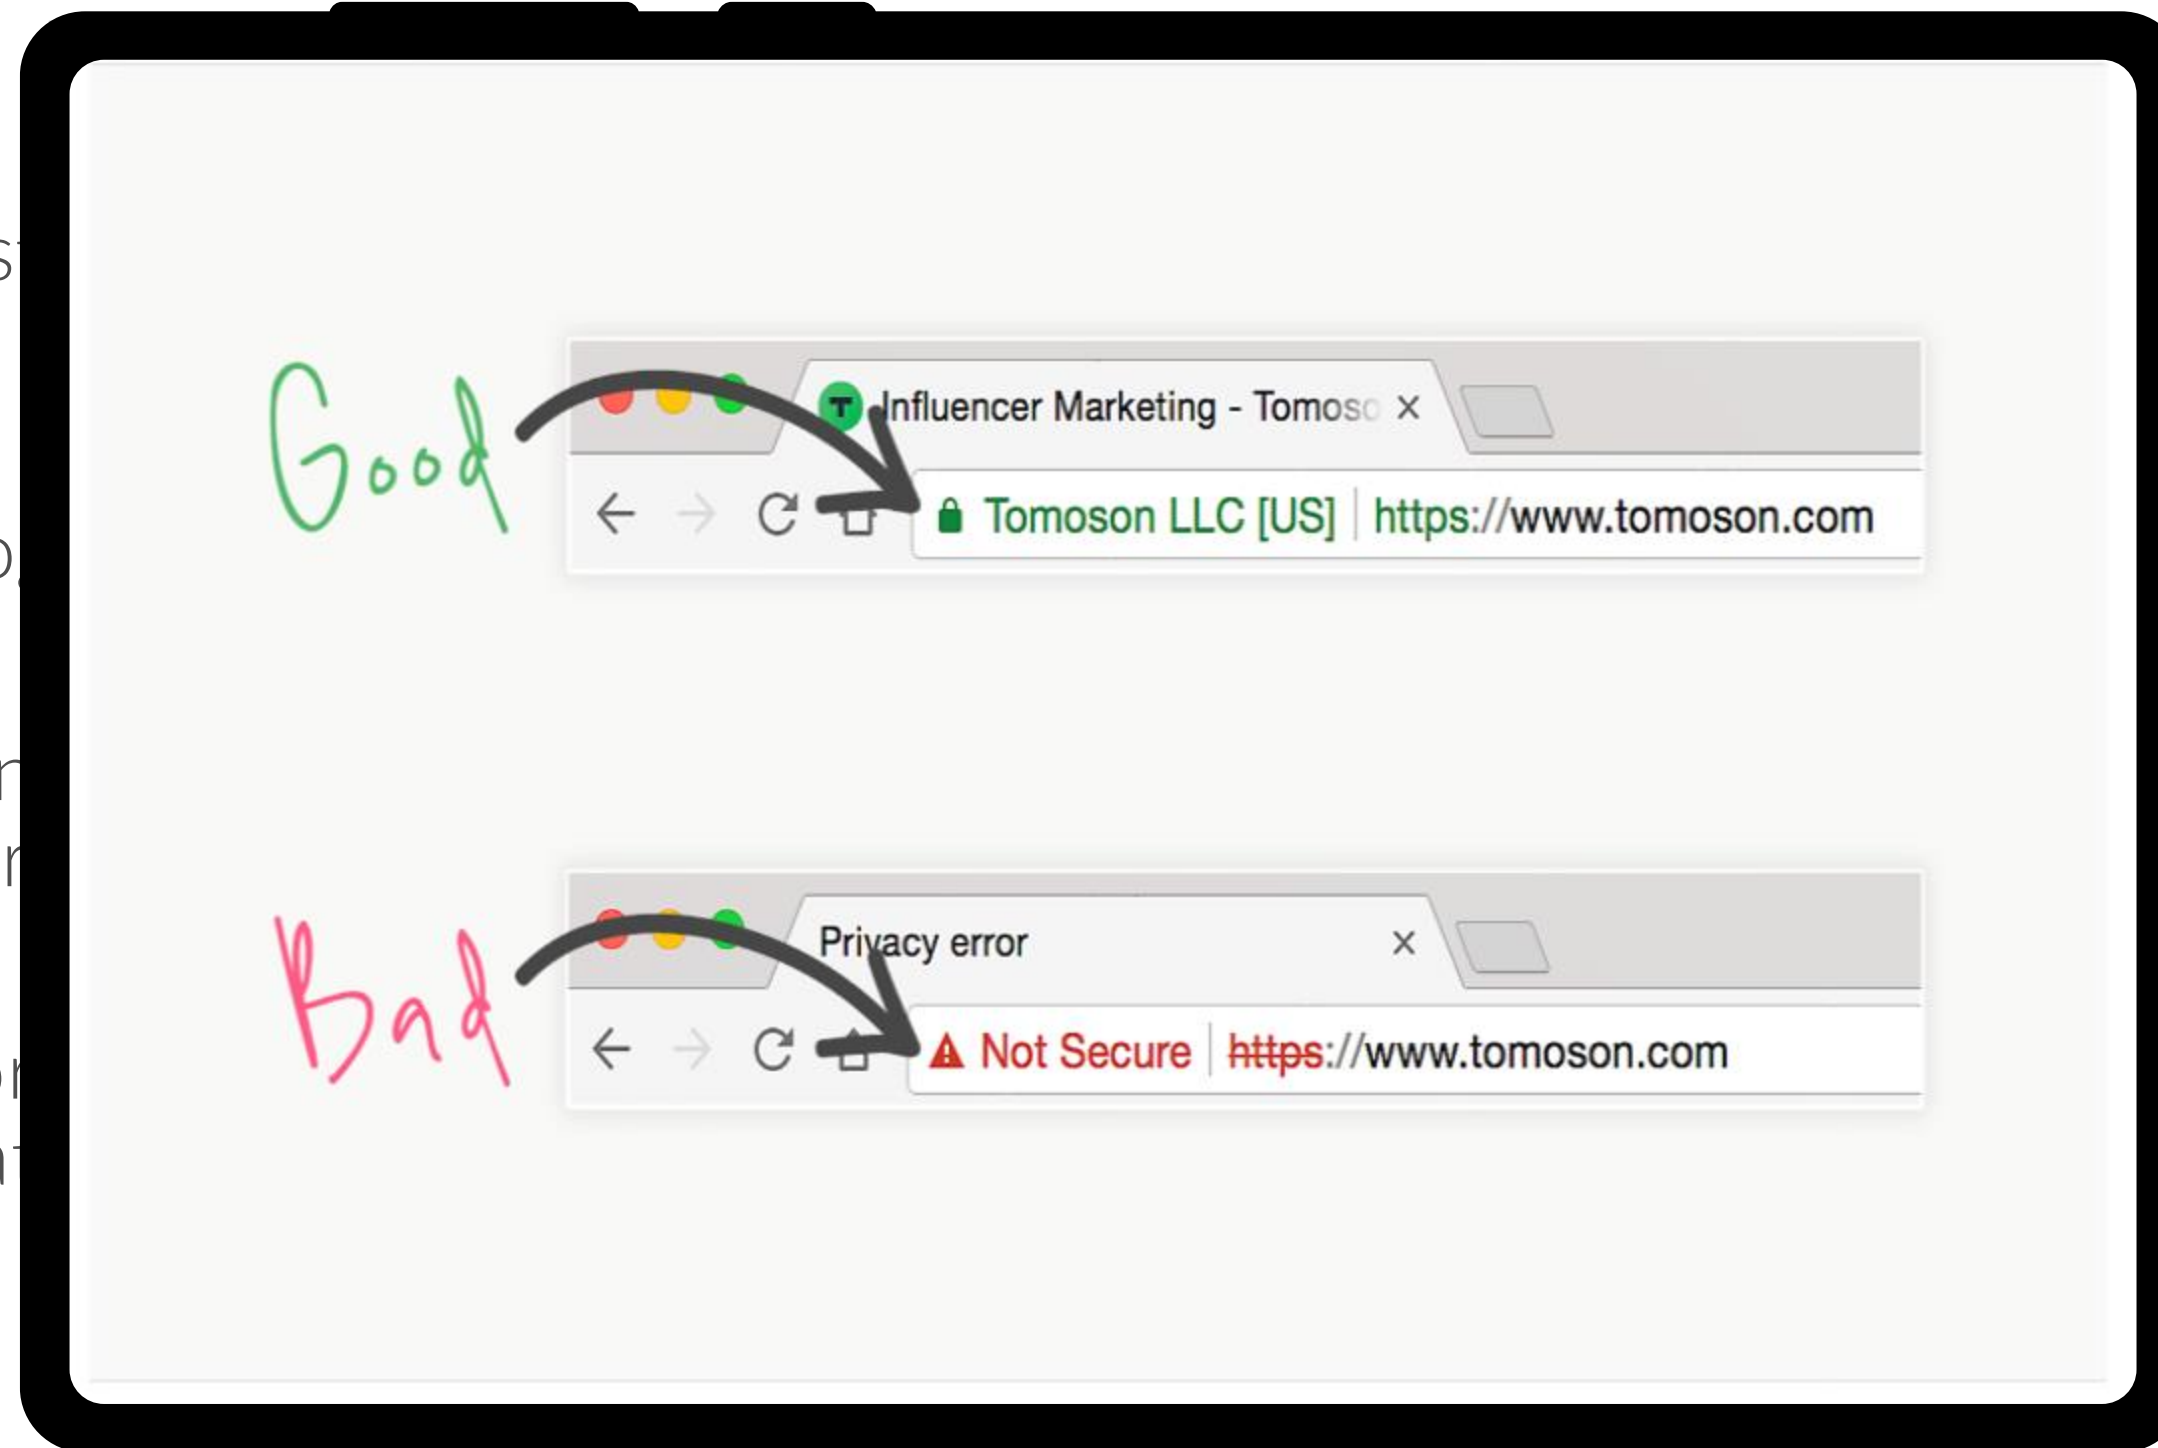 Good
Influencer Marketing - Tomoso
Tomoson LLC [US] https://www.tomoson.com
Bad
Privacy error
Not Secure https://www.tomoson.com